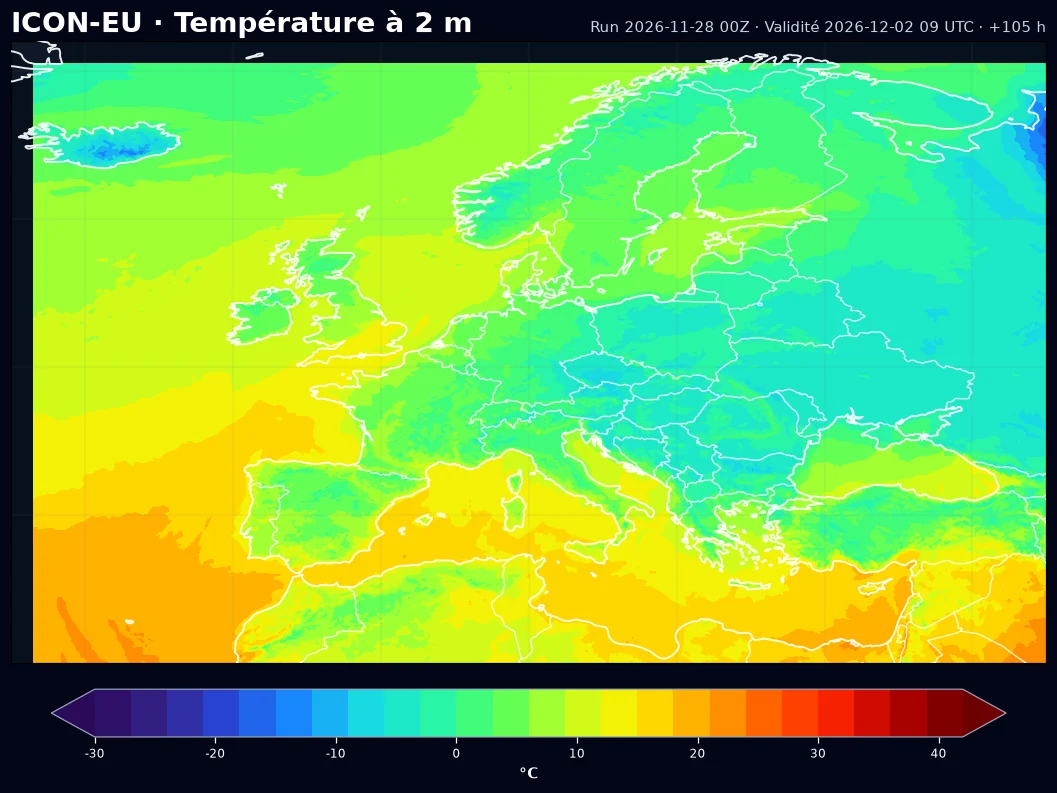 ICON-EU · Température à 2 m
Run 2026-11-28 00Z · Validité 2026-12-02 09 UTC · +105 h
-30 -20 -10 0 10 20 30 40
°C